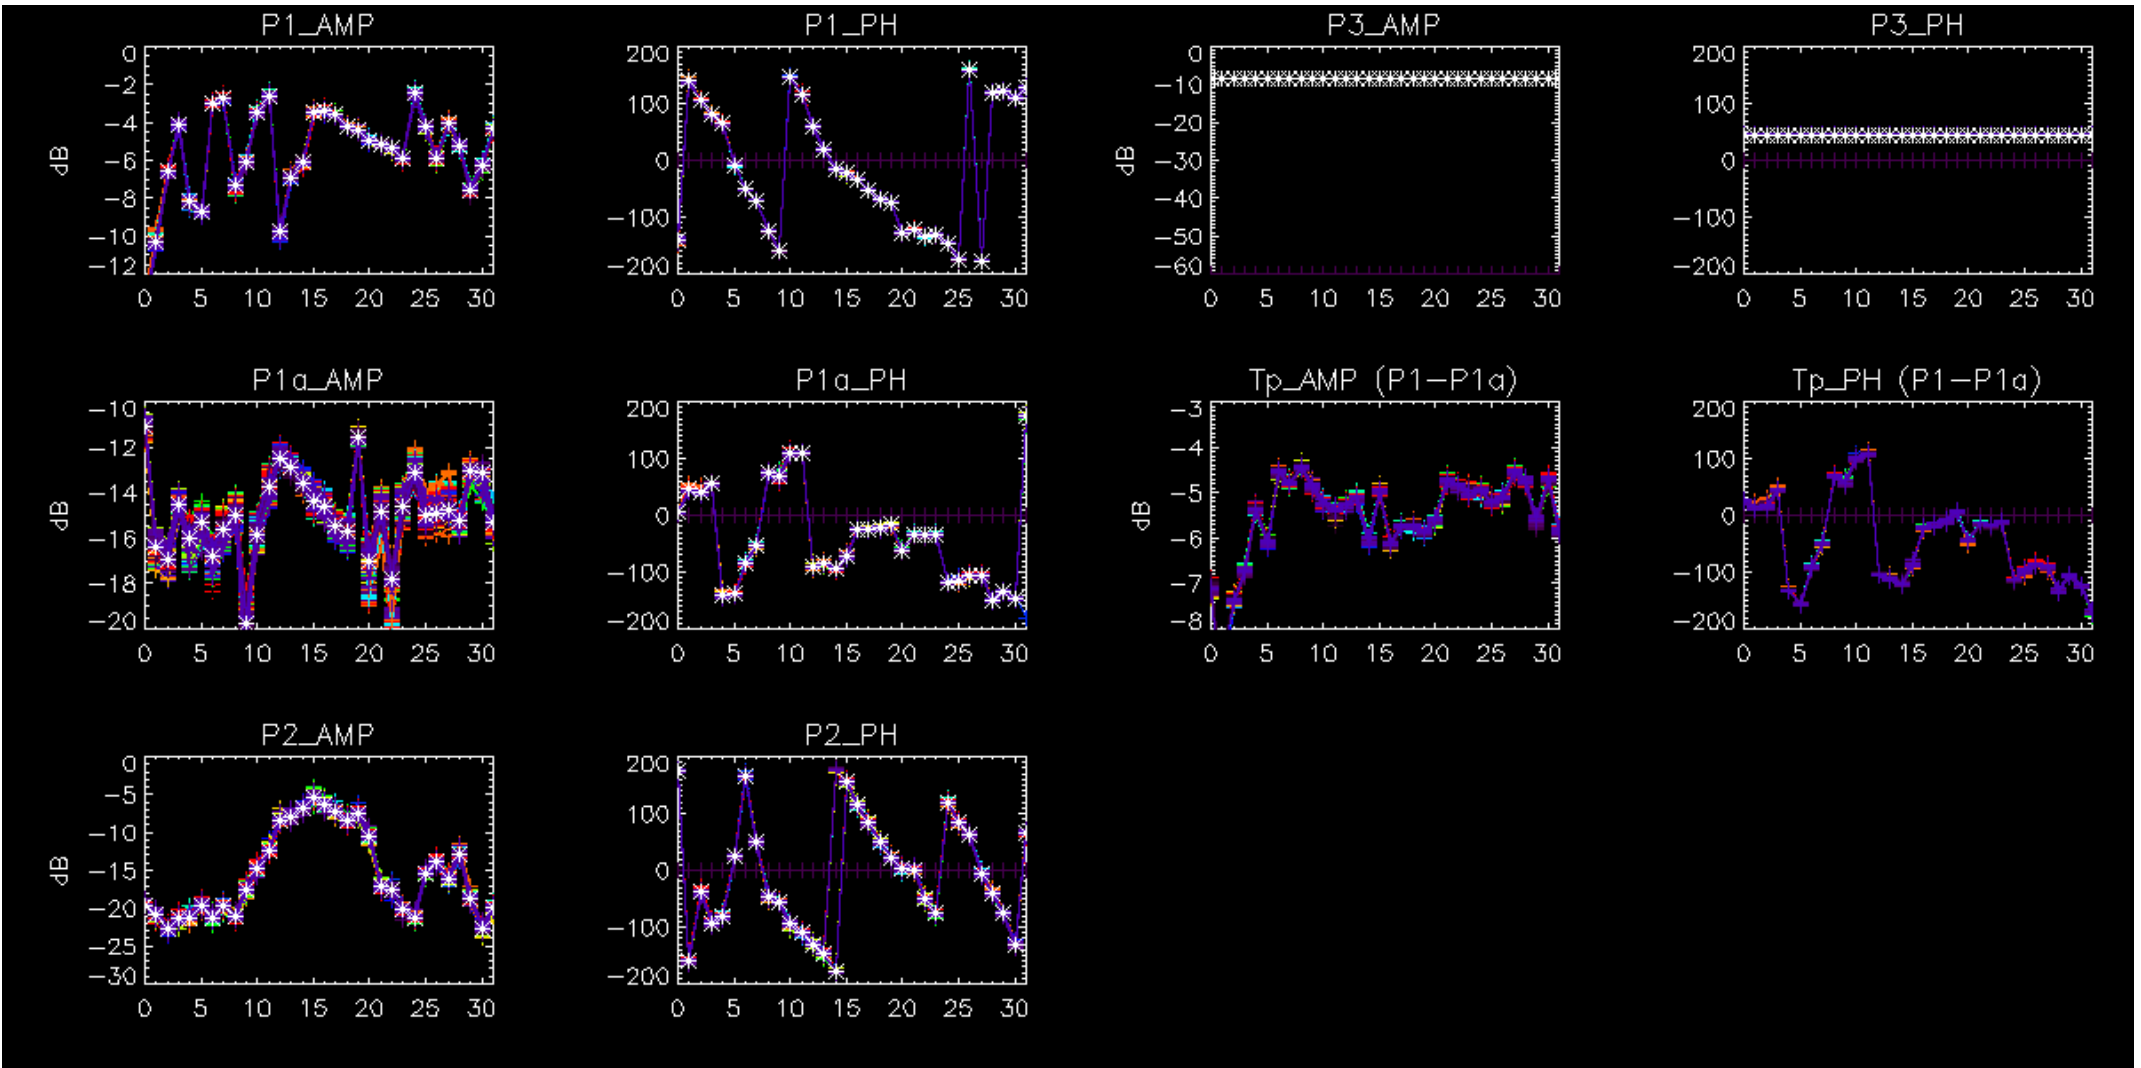 P1_AMP
0
−2
−4
−6
−8
−10
−12
dB
0 5 10 15 20 25 30
P1_PH
200
100
0
−100
−200
0 5 10 15 20 25 30
P3_AMP
0
−10
−20
−30
−40
−50
−60
dB
0 5 10 15 20 25 30
P3_PH
200
100
0
−100
−200
0 5 10 15 20 25 30
P1a_AMP
−10
−12
−14
−16
−18
−20
dB
0 5 10 15 20 25 30
P1a_PH
200
100
0
−100
−200
0 5 10 15 20 25 30
Tp_AMP (P1−P1a)
−3
−4
−5
−6
−7
−8
dB
0 5 10 15 20 25 30
Tp_PH (P1−P1a)
200
100
0
−100
−200
0 5 10 15 20 25 30
P2_AMP
0
−5
−10
−15
−20
−25
−30
dB
0 5 10 15 20 25 30
P2_PH
200
100
0
−100
−200
0 5 10 15 20 25 30